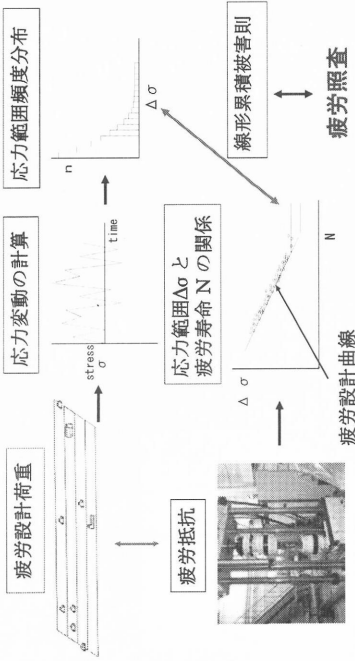 疲労設計荷重
応力変動の計算
stress
σ
time
応力範囲頻度分布
n
Δσ
疲労抵抗
応力範囲Δσと
疲労寿命 N の関係
Δ σ
N
疲労設計曲線
線形累積被害則
疲労照査